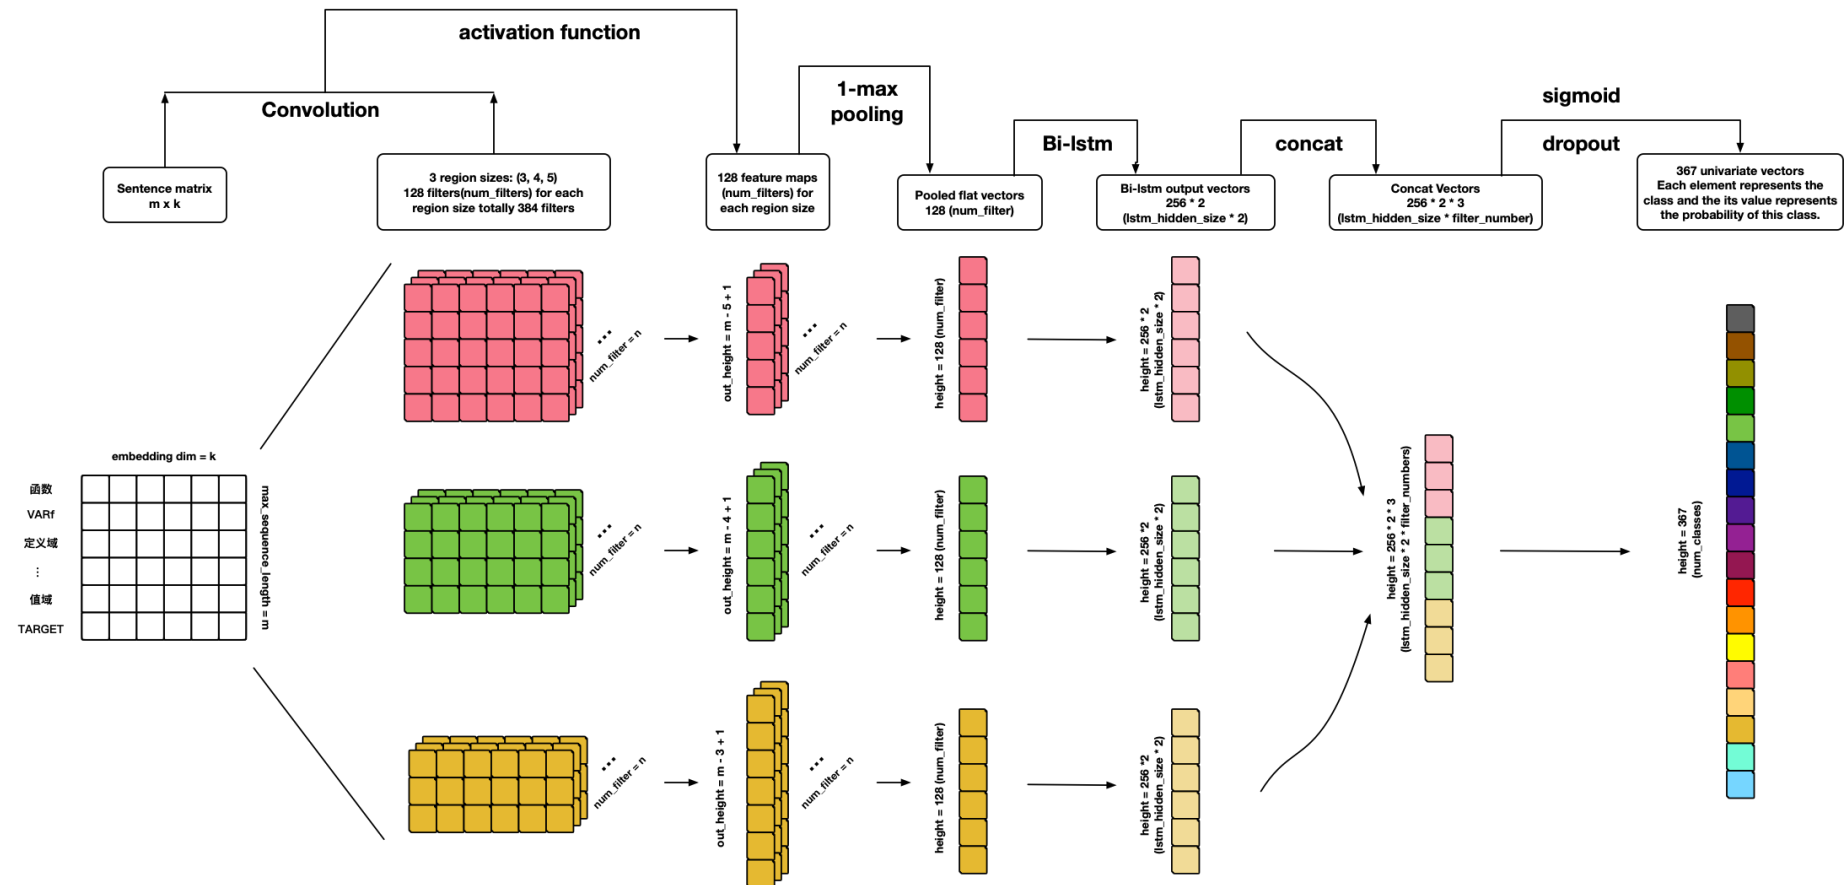 activation function
Convolution
1-max
pooling
Bi-lstm
concat
sigmoid
dropout
Sentence matrix
m x k
3 region sizes: (3, 4, 5)
128 filters(num_filters) for each
region size totally 384 filters
128 feature maps
(num_filters) for
each region size
Pooled flat vectors
128 (num_filter)
Bi-lstm output vectors
256 * 2
(lstm_hidden_size * 2)
Concat Vectors
256 * 2 * 3
(lstm_hidden_size * filter_number)
367 univariate vectors
Each element represents the
class and the its value represents
the probability of this class.
embedding dim = k
函数
VARf
定义域
⋮
值域
TARGET
max_sequence_length = m
...
num_filter = n
out_height = m - 5 + 1
...
num_filter = n
height = 128 (num_filter)
height = 256 * 2
(lstm_hidden_size * 2)
...
num_filter = n
out_height = m - 4 + 1
...
num_filter = n
height = 128 (num_filter)
height = 256 *2
(lstm_hidden_size * 2)
...
num_filter = n
out_height = m - 3 + 1
...
num_filter = n
height = 128 (num_filter)
height = 256 *2
(lstm_hidden_size * 2)
height = 256 * 2 * 3
(lstm_hidden_size * 2 * filter_numbers)
height = 367
(num_classes)